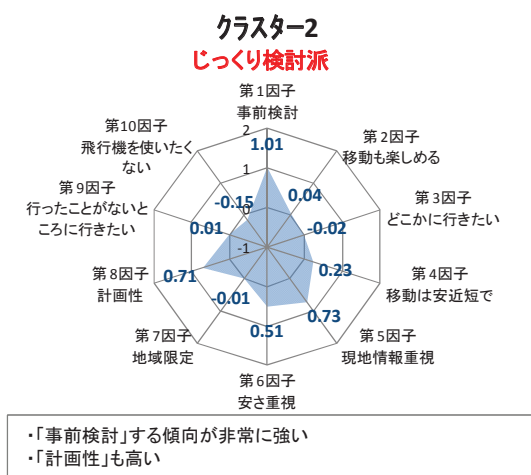 クラスター2
じっくり検討派
第1因子
事前検討
2
1.01
1
0
-1
第2因子
移動も楽しめる
0.04
第3因子
どこかに行きたい
-0.02
第4因子
移動は安近短で
0.23
第5因子
現地情報重視
0.73
第6因子
安さ重視
0.51
第7因子
地域限定
-0.01
第8因子
計画性
0.71
第9因子
行ったことがないと
ころに行きたい
0.01
第10因子
飛行機を使いたく
ない
-0.15
・「事前検討」する傾向が非常に強い
・「計画性」も高い